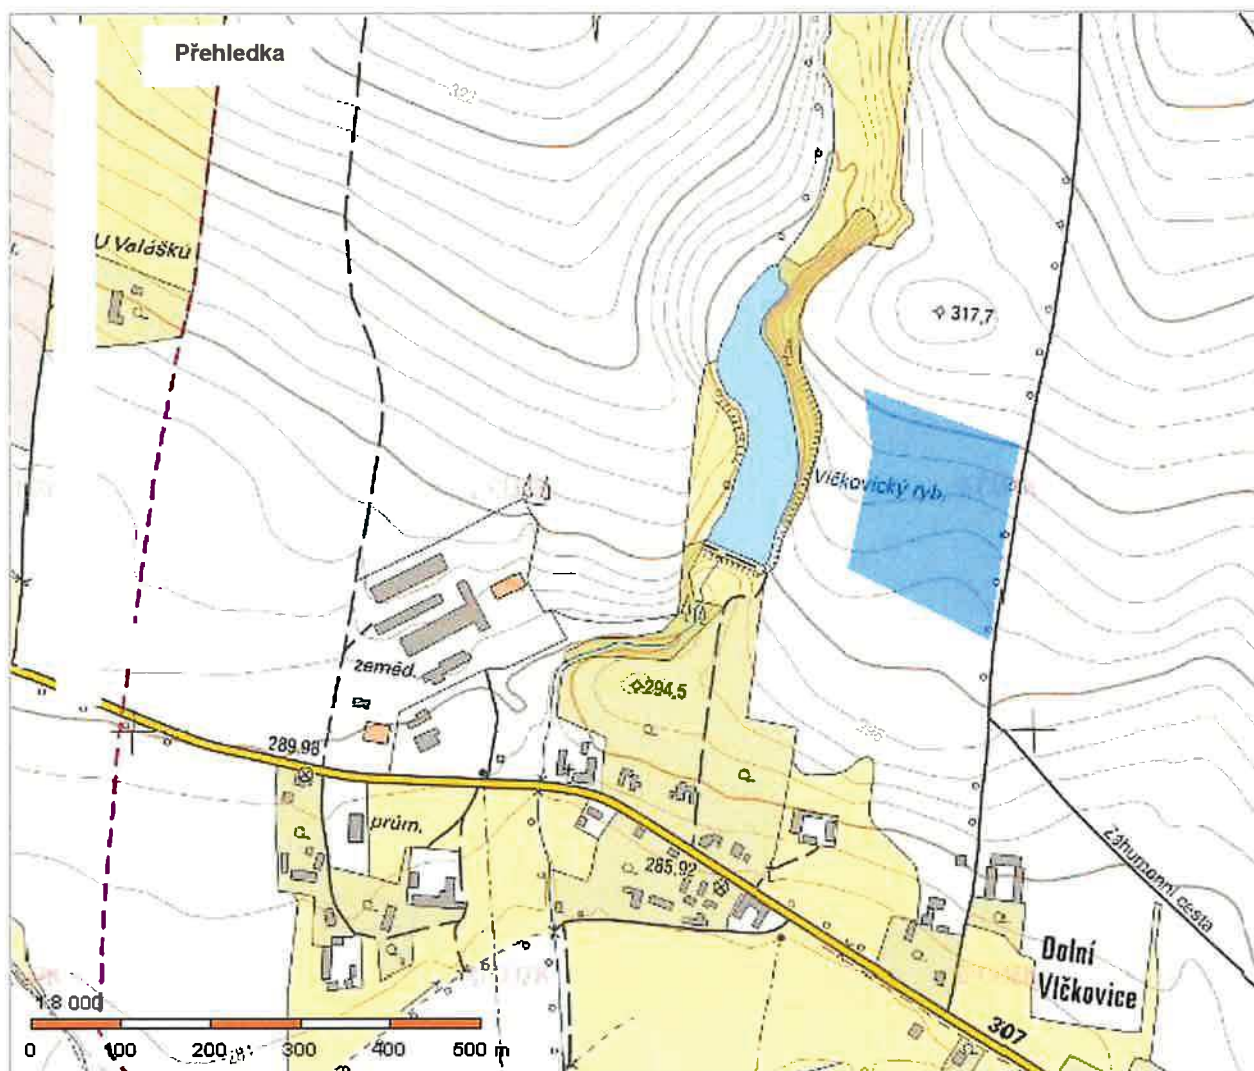 Přehledka
322
U Valášků
317,7
Vlčkovický ryb.
zeměd.
294,5
289.98
prům.
285.92
Záhumenní cesta
Dolní
Vlčkovice
307
1:8 000
0 100 200 300 400 500 m